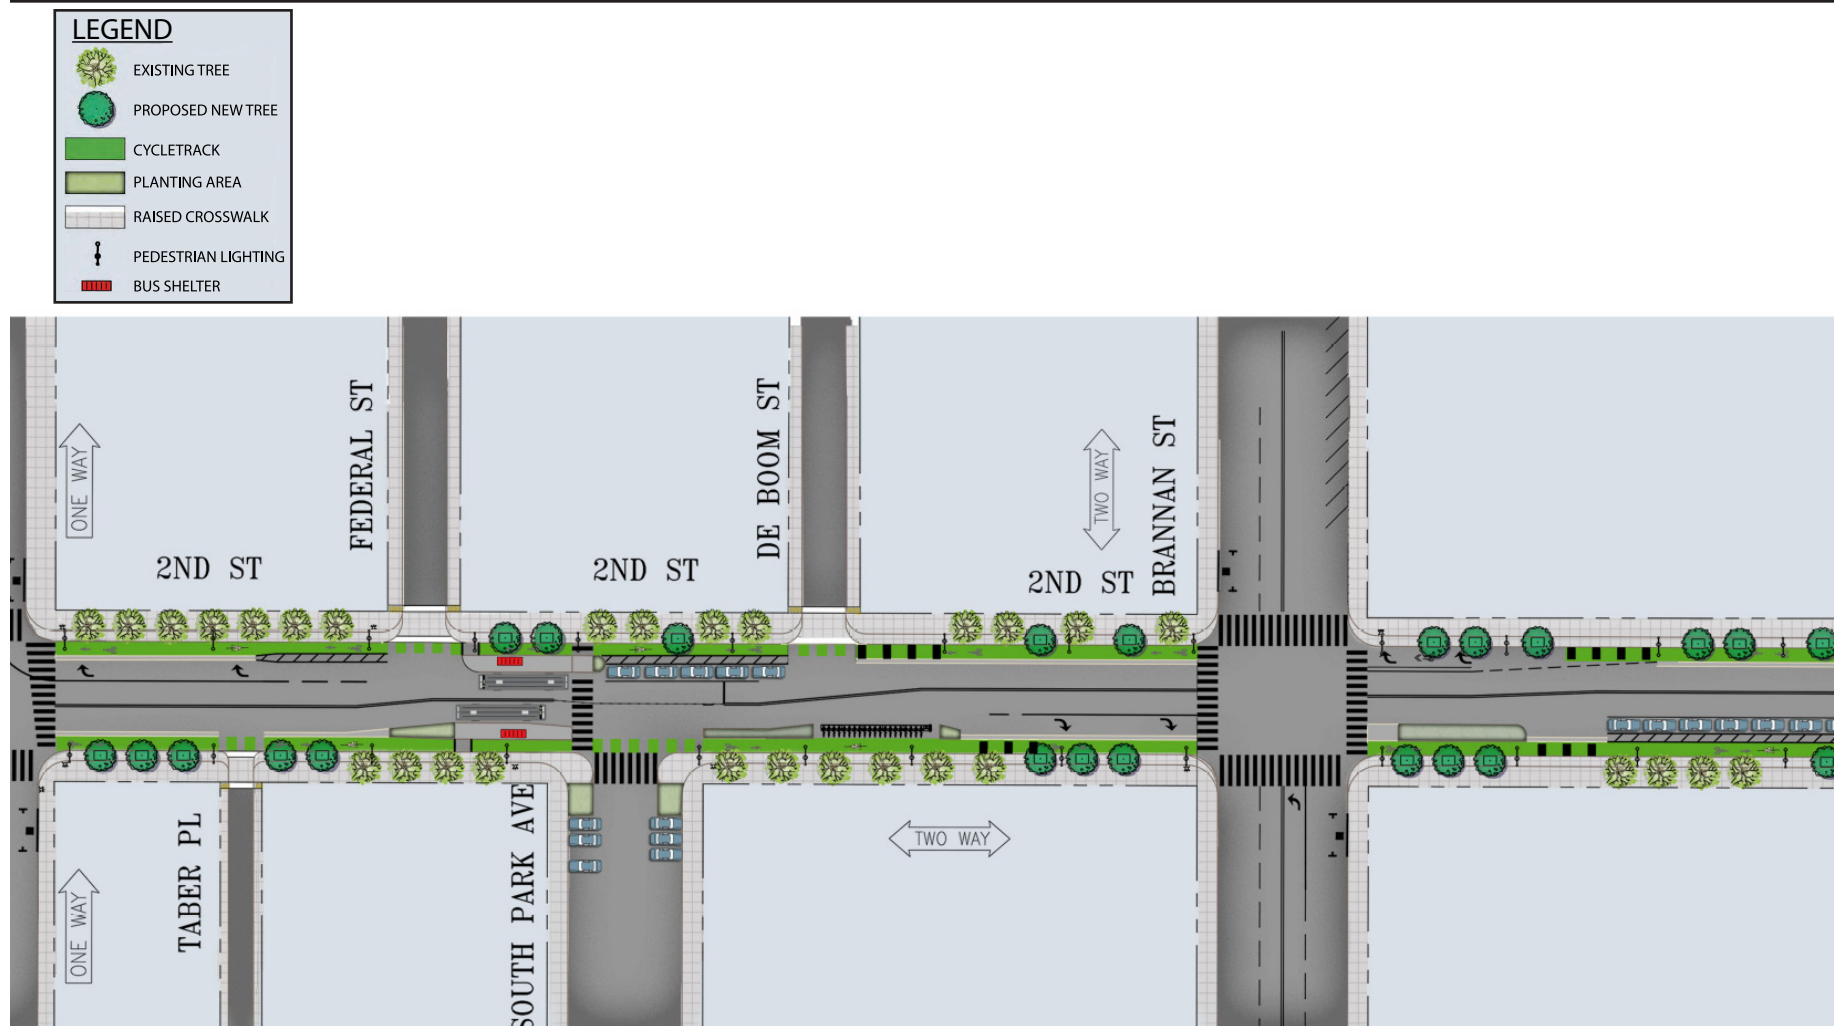 LEGEND
EXISTING TREE
PROPOSED NEW TREE
CYCLETRACK
PLANTING AREA
RAISED CROSSWALK
PEDESTRIAN LIGHTING
BUS SHELTER
ONE WAY
FEDERAL ST
DE BOOM ST
TWO WAY
BRANNAN ST
2ND ST
2ND ST
2ND ST
ONE WAY
TABER PL
SOUTH PARK AVE
TWO WAY